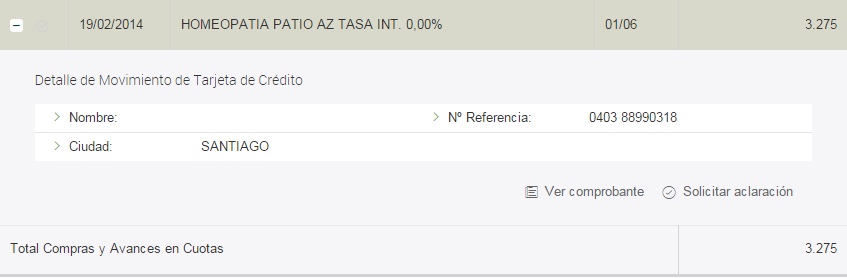 19/02/2014 HOMEOPATIA PATIO AZ TASA INT. 0,00% 01/06 3.275
Detalle de Movimiento de Tarjeta de Crédito
Nombre: Nº Referencia: 0403 88990318
Ciudad: SANTIAGO
Ver comprobante Solicitar aclaración
Total Compras y Avances en Cuotas 3.275